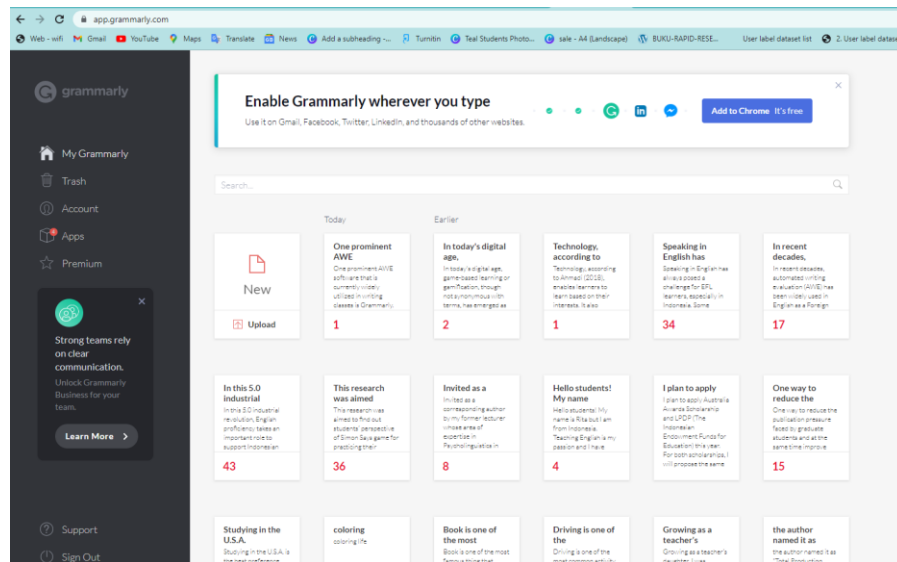 app.grammarly.com
Web - wifi Gmail YouTube Maps Translate News Add a subheading -... Turnitin Teal Students Photo... sale - A4 (Landscape) BUKU-RAPID-RESE... User label dataset list 2. User label datase
grammarly
My Grammarly
Trash
Account
Apps
Premium
Strong teams rely
on clear
communication.
Unlock Grammarly
Business for your
team.
Learn More
Support
Sign Out
Enable Grammarly wherever you type
Use it on Gmail, Facebook, Twitter, LinkedIn, and thousands of other websites.
Add to Chrome It's free
Search...
Today
Earlier
New
Upload
One prominent
AWE
One prominent AWE
software that is
currently widely
utilized in writing
classes is Grammarly.
1
In today's digital
age,
In today's digital age,
game-based learning or
gamification, though
not synonymous with
terms, has emerged as
2
Technology,
according to
Technology, according
to Ahmadi (2018),
enables learners to
learn based on their
interests. It also
1
Speaking in
English has
Speaking in English has
always posed a
challenge for EFL
learners, especially in
Indonesia. Some
34
In recent
decades,
In recent decades,
automated writing
evaluation (AWE) has
been widely used in
English as a Foreign
17
In this 5.0
industrial
In this 5.0 industrial
revolution, English
proficiency takes an
important role to
support Indonesian
43
This research
was aimed
This research was
aimed to find out
students' perspective
of Simon Says game for
practicing their
36
Invited as a
Invited as a
corresponding author
by my former lecturer
whose area of
expertise in
Psycholinguistics in
8
Hello students!
My name
Hello students! My
name is Rita but I am
from Indonesia.
Teaching English is my
passion and I have
4
I plan to apply
I plan to apply Australia
Awards Scholarship
and LPDP (The
Indonesian
Endowment Funds for
Education) this year.
For both scholarships, I
will propose the same
One way to
reduce the
One way to reduce the
publication pressure
faced by graduate
students and at the
same time improve
15
Studying in the
U.S.A.
Studying in the U.S.A. is
the best preference
coloring
coloring life
Book is one of
the most
Book is one of the most
famous thing that
Driving is one of
the
Driving is one of the
most common activity
Growing as a
teacher's
Growing as a teacher's
daughter, I was
the author
named it as
the author named it as
"Total Production